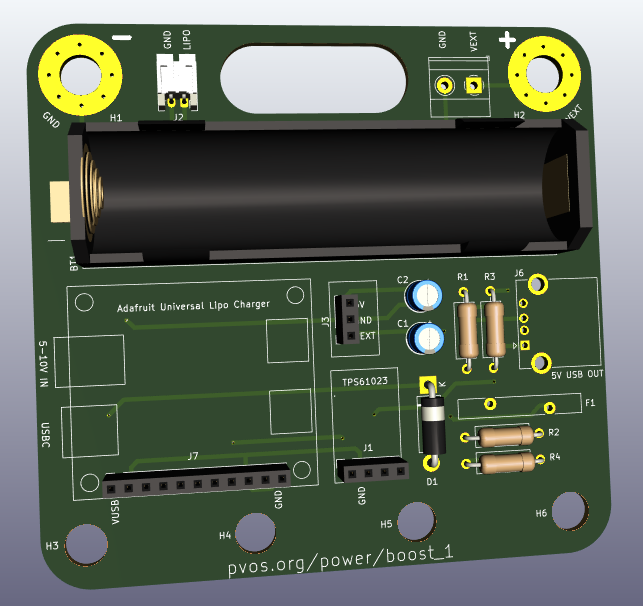 GND
LIPO
GND
VEXT
GND
H1
J2
H2
VEXT
BT1
Adafruit Universal Lipo Charger
5-10V IN
USBC
J7
VUSB
GND
J3
5V
GND
EXT
C2
C1
R1
R3
J6
5V USB OUT
TPS61023
J1
GND
K
D1
F1
R2
R4
H3
H4
H5
H6
pvos.org/power/boost_1